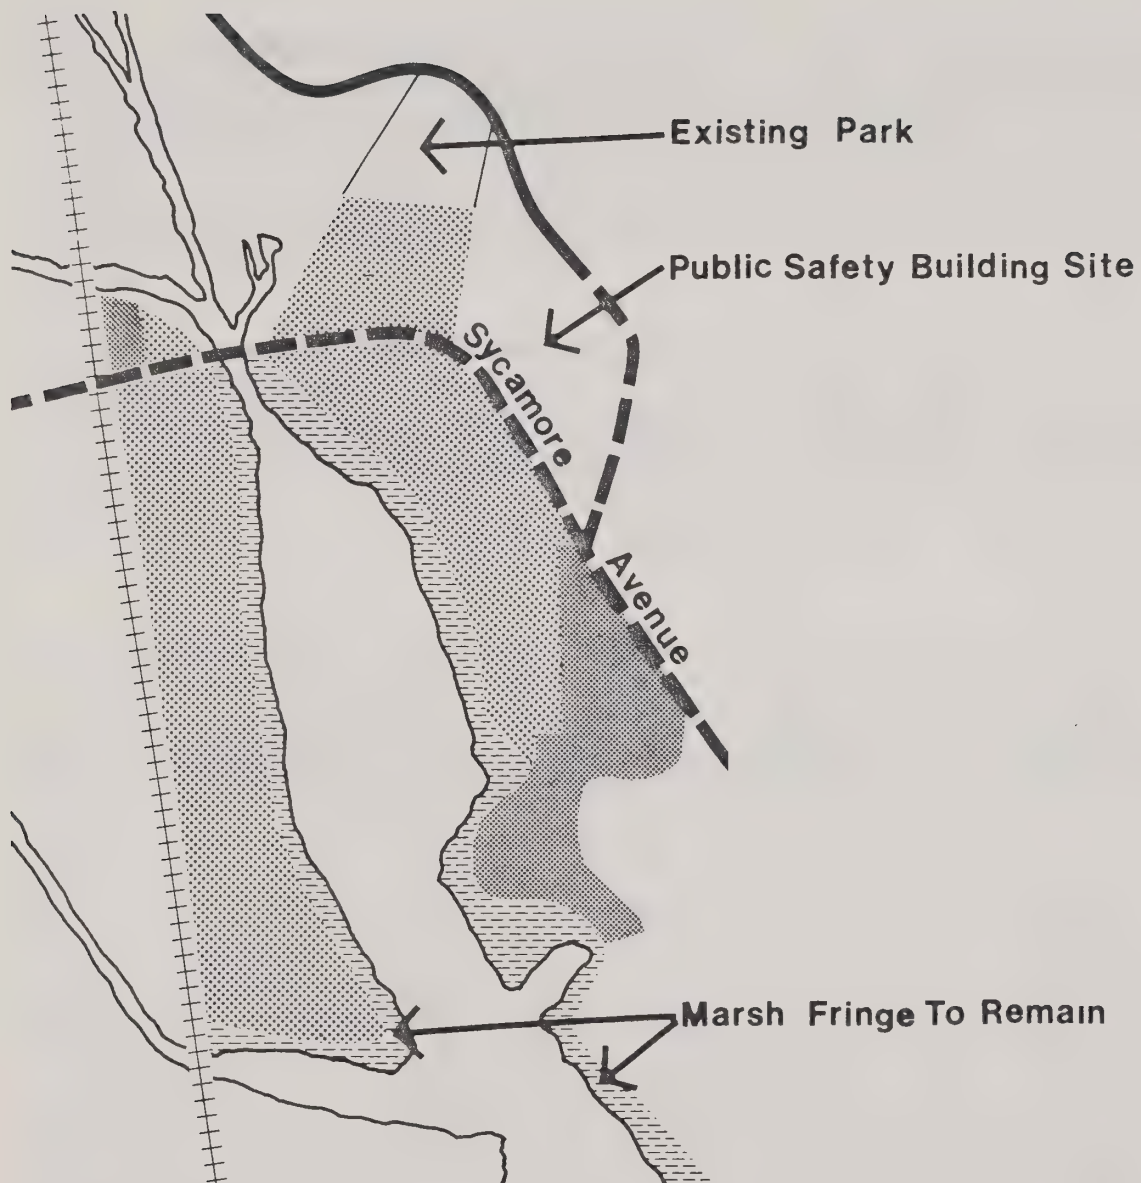 Existing Park
Public Safety Building Site
Sycamore
Avenue
Marsh Fringe To Remain